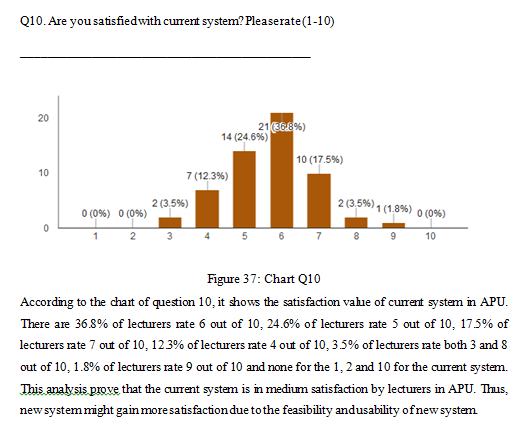 Q10. Are you satisfied with current system? Please rate (1-10)
20
21 (36.8%)
14 (24.6%)
10 (17.5%)
10
7 (12.3%)
2 (3.5%)
2 (3.5%)
1 (1.8%)
0 (0%) 0 (0%)
0 (0%)
0
1 2 3 4 5 6 7 8 9 10
Figure 37: Chart Q10
According to the chart of question 10, it shows the satisfaction value of current system in APU.
There are 36.8% of lecturers rate 6 out of 10, 24.6% of lecturers rate 5 out of 10, 17.5% of
lecturers rate 7 out of 10, 12.3% of lecturers rate 4 out of 10, 3.5% of lecturers rate both 3 and 8
out of 10, 1.8% of lecturers rate 9 out of 10 and none for the 1, 2 and 10 for the current system.
This analysis prove that the current system is in medium satisfaction by lecturers in APU. Thus,
new system might gain more satisfaction due to the feasibility and usability of new system.